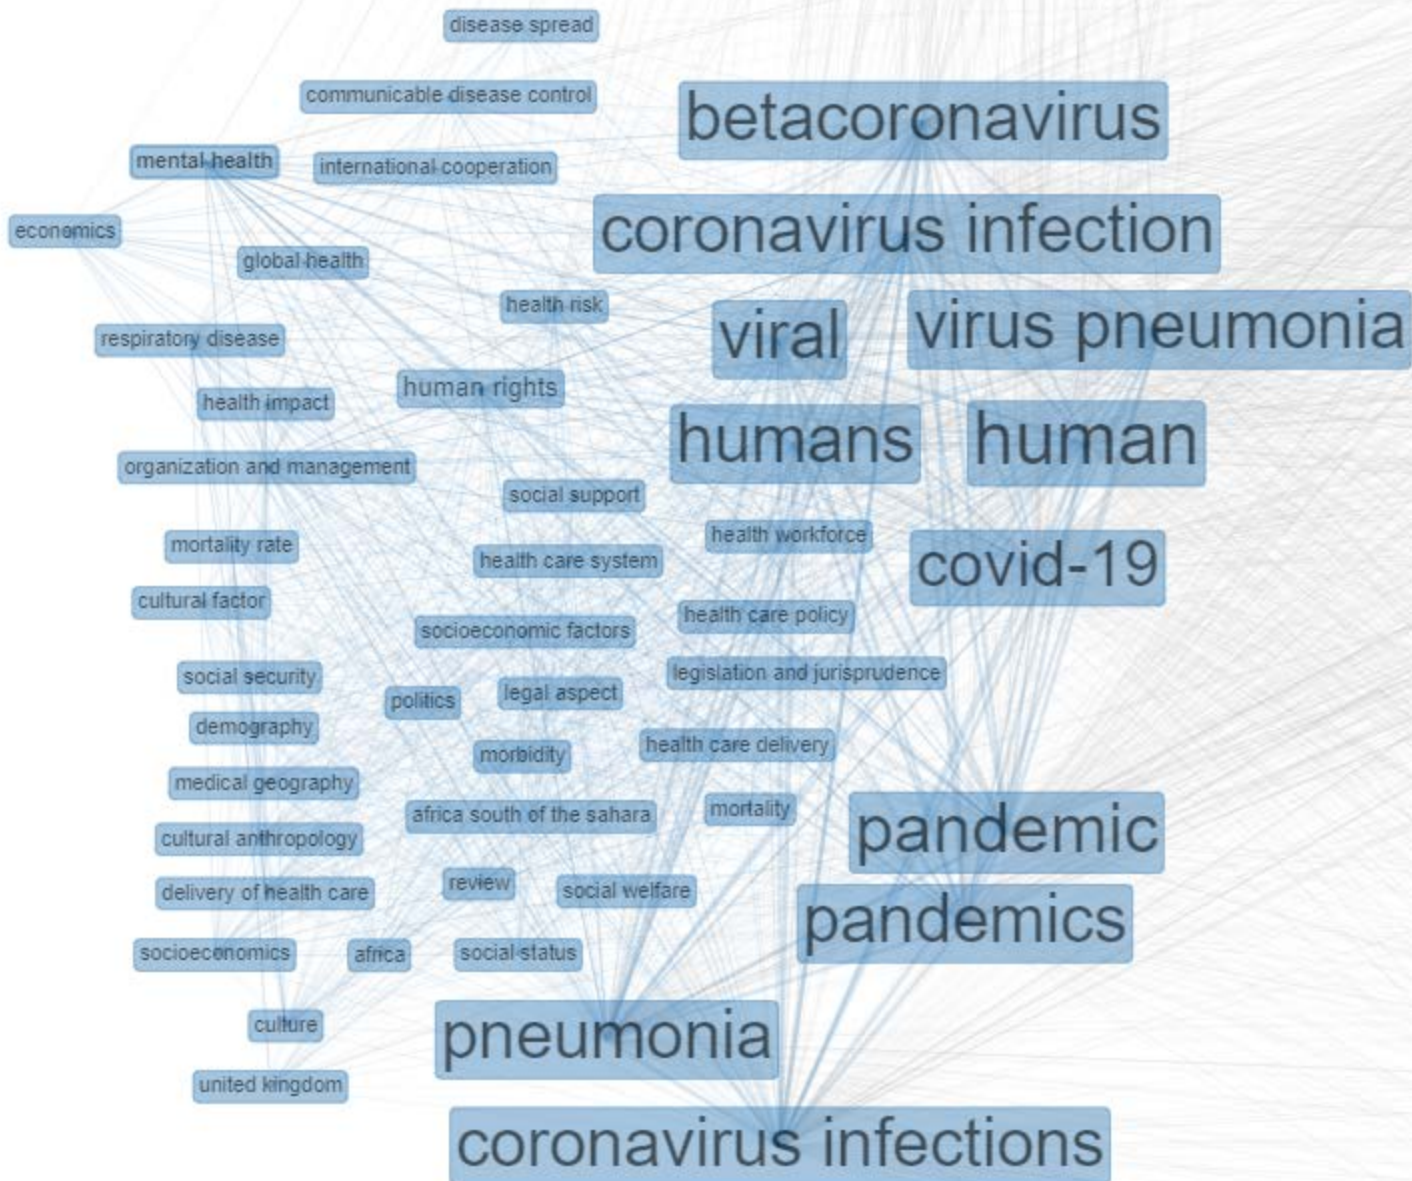 disease spread
communicable disease control
betacoronavirus
mental health
international cooperation
economics
coronavirus infection
global health
health risk
respiratory disease
viral
virus pneumonia
human rights
health impact
humans
human
organization and management
social support
health workforce
mortality rate
health care system
covid-19
cultural factor
health care policy
socioeconomic factors
social security
legislation and jurisprudence
politics
legal aspect
demography
morbidity
health care delivery
medical geography
africa south of the sahara
mortality
pandemic
cultural anthropology
delivery of health care
review
social welfare
pandemics
socioeconomics
africa
social status
culture
pneumonia
united kingdom
coronavirus infections